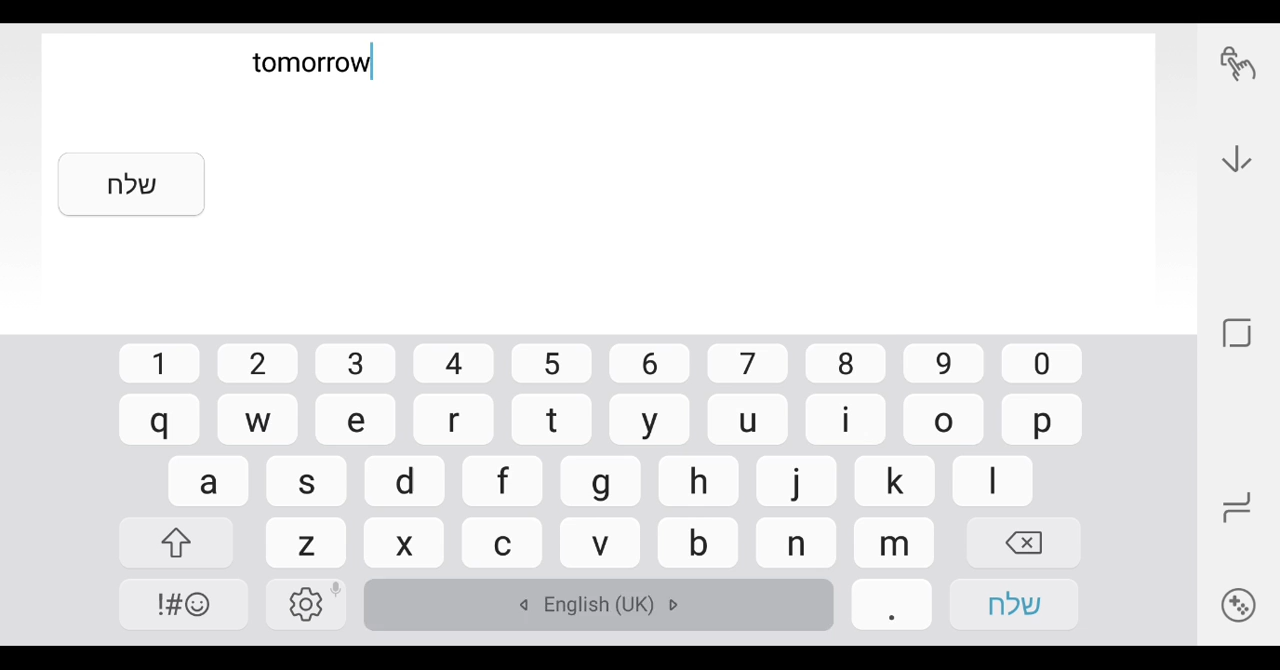 tomorrow
שלח
1 2 3 4 5 6 7 8 9 0
q w e r t y u i o p
a s d f g h j k l
z x c v b n m
!#☺ English (UK) . שלח